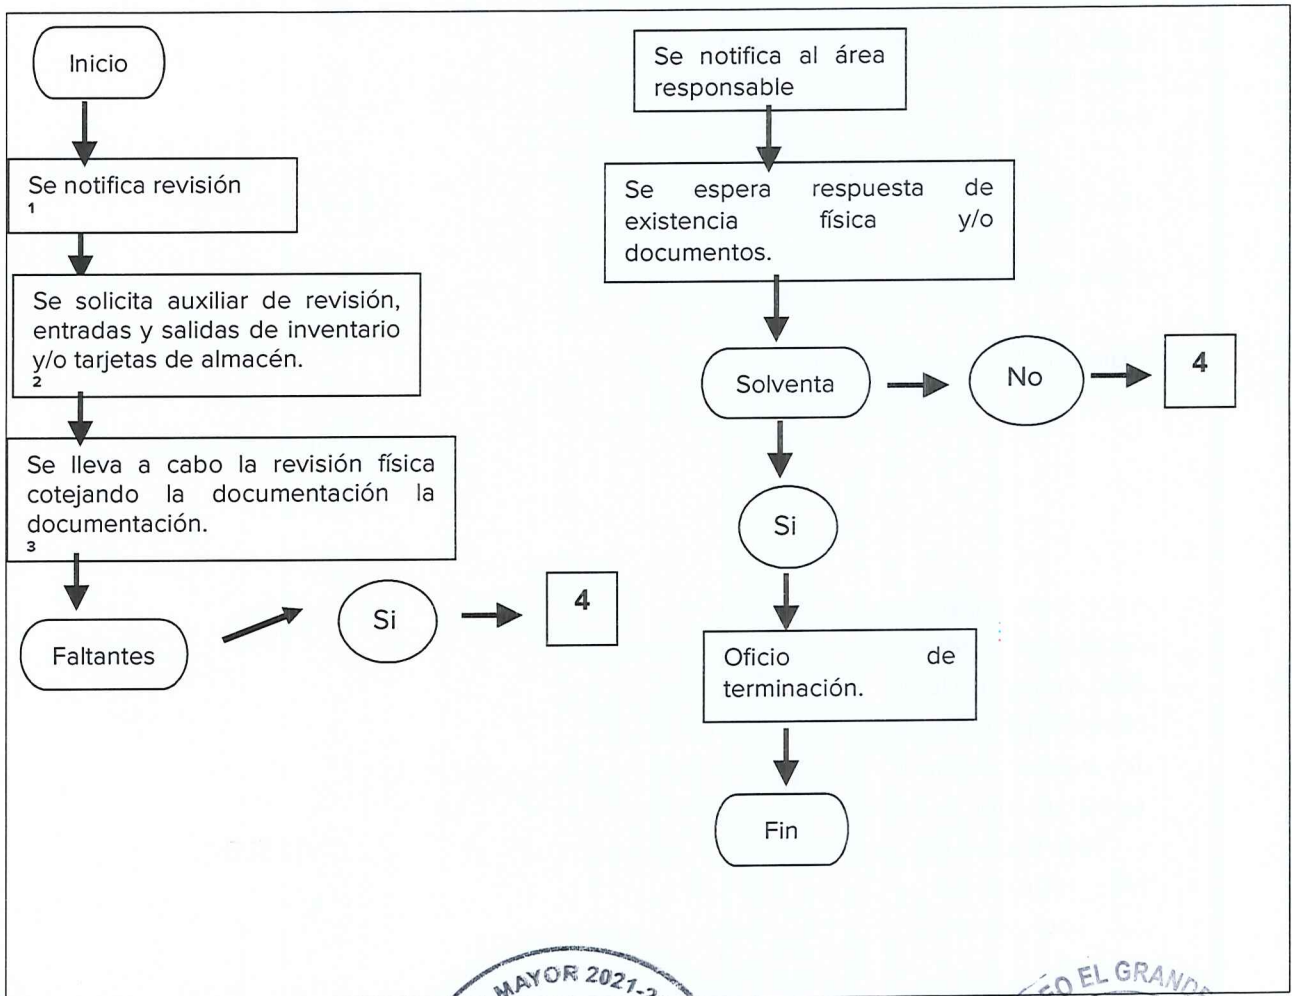 Inicio
Se notifica revisión
1
Se solicita auxiliar de revisión,
entradas y salidas de inventario
y/o tarjetas de almacén.
2
Se lleva a cabo la revisión física
cotejando la documentación la
documentación.
3
Faltantes
Si
4
Se notifica al área
responsable
Se espera respuesta de
existencia física y/o
documentos.
Solventa
No
4
Si
Oficio de
terminación.
Fin
MAYOR 2021-2
EO EL GRANDE